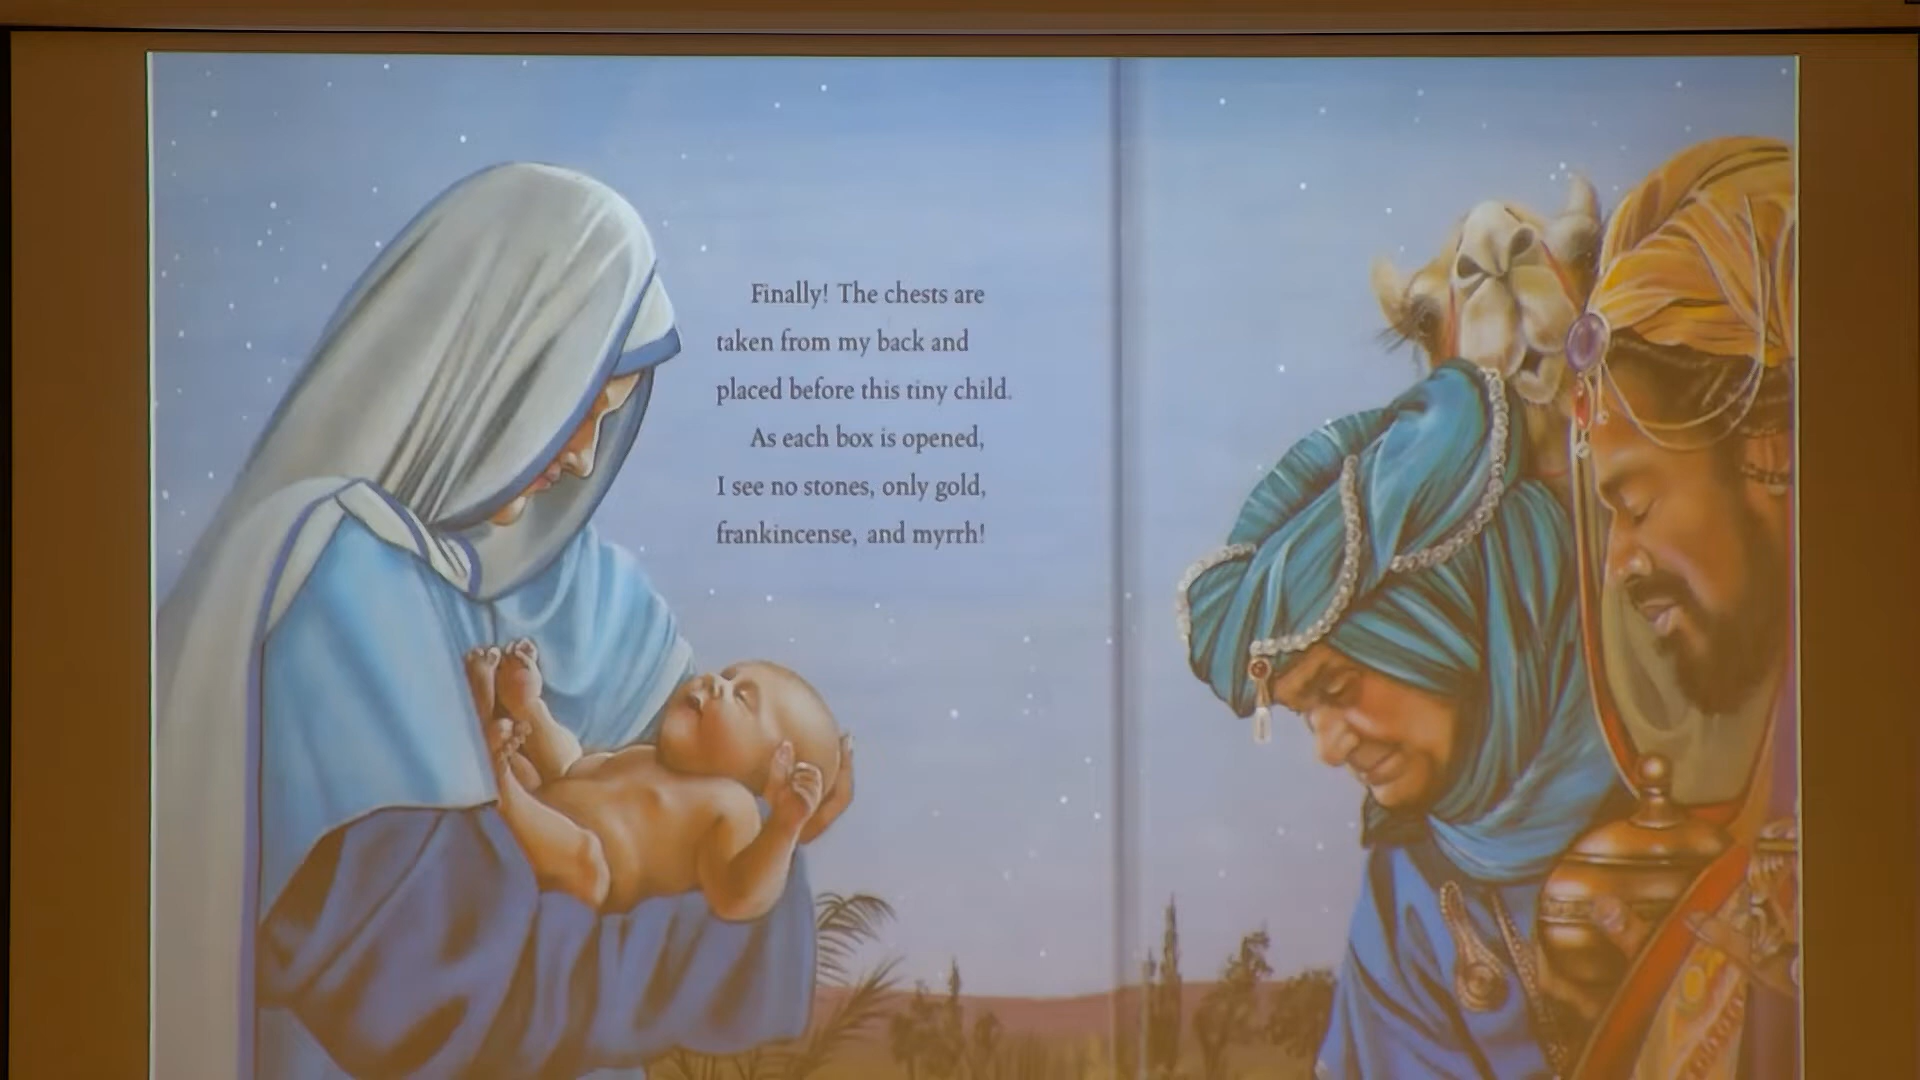 Finally! The chests are
taken from my back and
placed before this tiny child.
As each box is opened,
I see no stones, only gold,
frankincense, and myrrh!